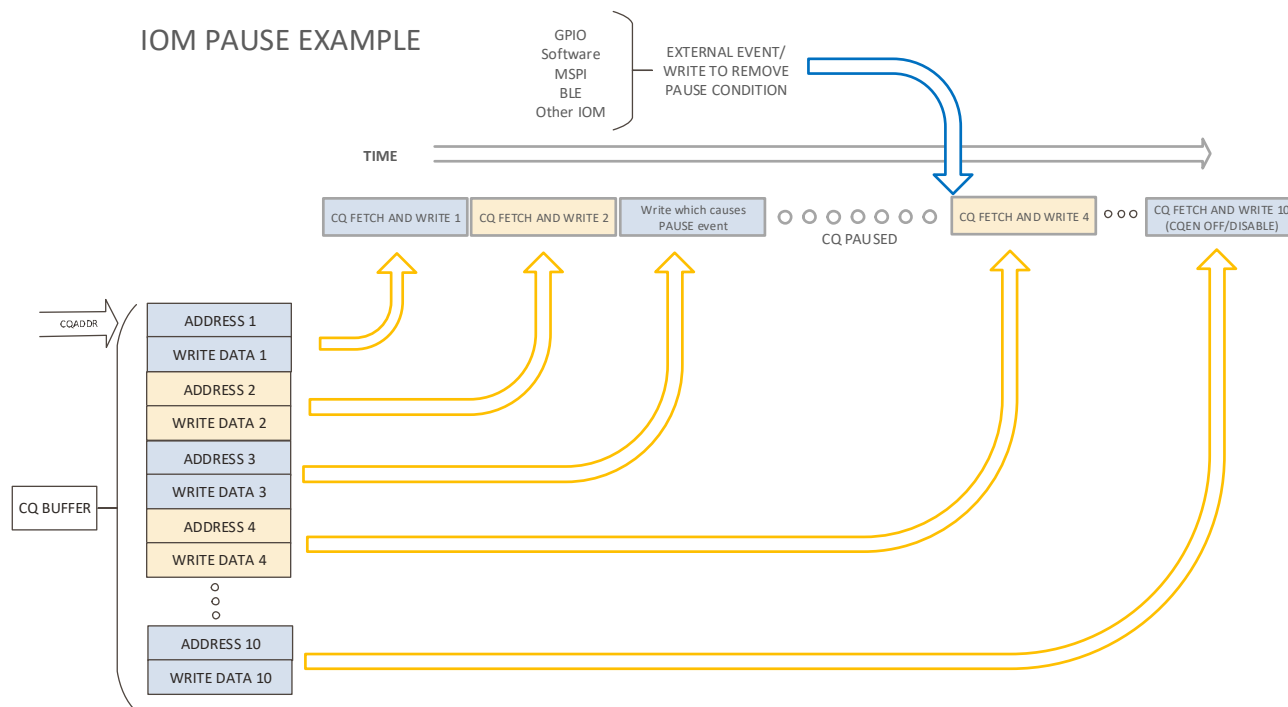 IOM PAUSE EXAMPLE
GPIO
Software
MSPI
BLE
Other IOM
EXTERNAL EVENT/
WRITE TO REMOVE
PAUSE CONDITION
TIME
CQ FETCH AND WRITE 1
CQ FETCH AND WRITE 2
Write which causes
PAUSE event
CQ PAUSED
CQ FETCH AND WRITE 4
CQ FETCH AND WRITE 10
(CQEN OFF/DISABLE)
CQADDR
ADDRESS 1
WRITE DATA 1
ADDRESS 2
WRITE DATA 2
ADDRESS 3
WRITE DATA 3
CQ BUFFER
ADDRESS 4
WRITE DATA 4
ADDRESS 10
WRITE DATA 10